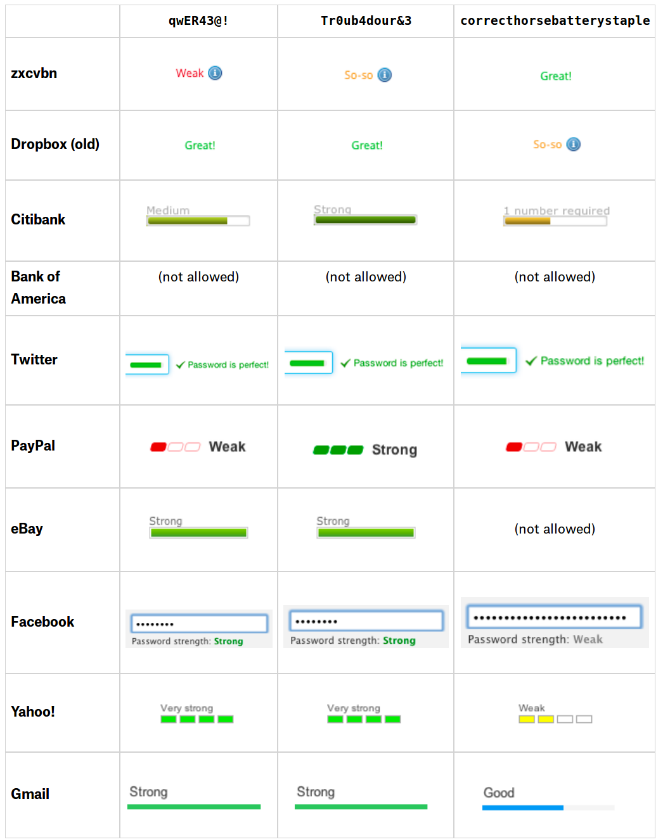 qwER43@! Tr0ub4dour&3 correcthorsebatterystaple
zxcvbn Weak So-so Great!
Dropbox (old) Great! Great! So-so
Citibank Medium Strong 1 number required
Bank of America (not allowed) (not allowed) (not allowed)
Twitter Password is perfect! Password is perfect! Password is perfect!
PayPal Weak Strong Weak
eBay Strong Strong (not allowed)
Facebook Password strength: Strong Password strength: Strong Password strength: Weak
Yahoo! Very strong Very strong Weak
Gmail Strong Strong Good